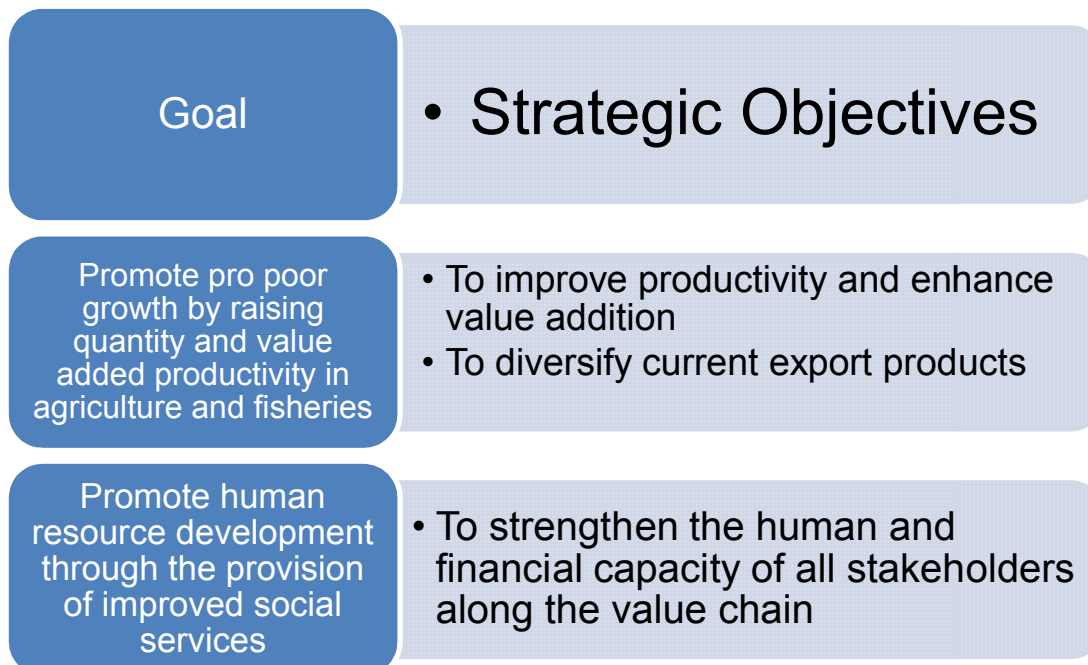 Goal
• Strategic Objectives
Promote pro poor
growth by raising
quantity and value
added productivity in
agriculture and fisheries
• To improve productivity and enhance
value addition
• To diversify current export products
Promote human
resource development
through the provision
of improved social
services
• To strengthen the human and
financial capacity of all stakeholders
along the value chain